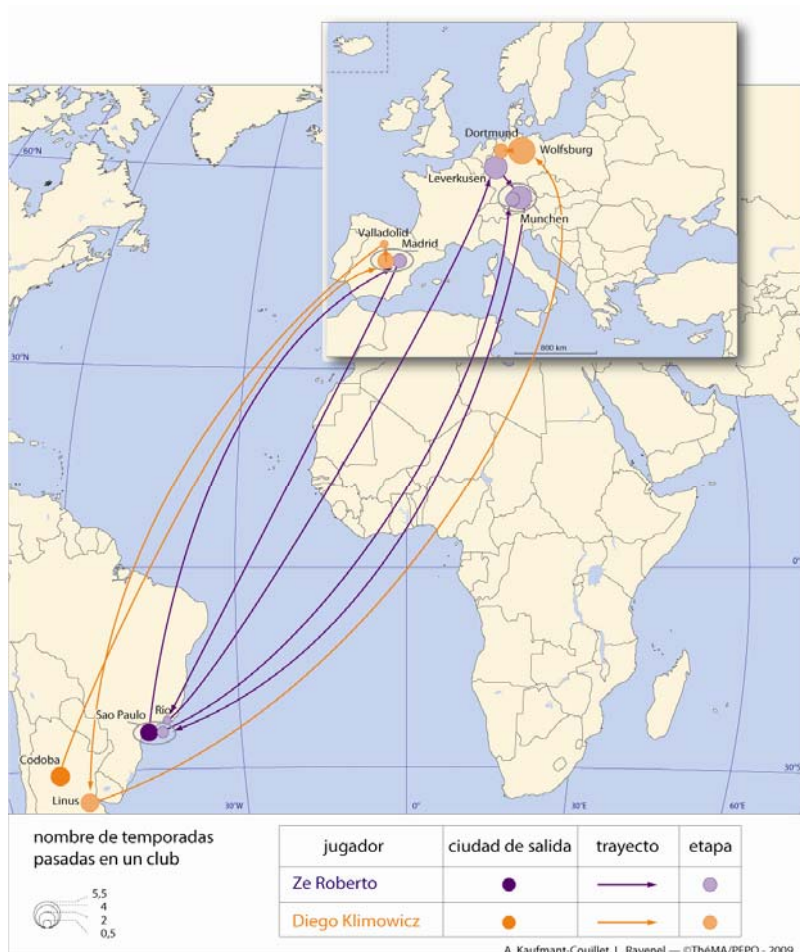 60°N
30°N
0°
30°S
30°W
0°
30°E
60°E
Dortmund
Wolfsburg
Leverkusen
Munchen
Valladolid
Madrid
800 km
Sao Paulo
Rio
Codoba
Linus
nombre de temporadas
pasadas en un club
5,5
4
2
0,5
jugador
ciudad de salida
trayecto
etapa
Ze Roberto
Diego Klimowicz
A. Kaufmant-Couillet, L. Ravenel — ©ThéMA/PEPO - 2009